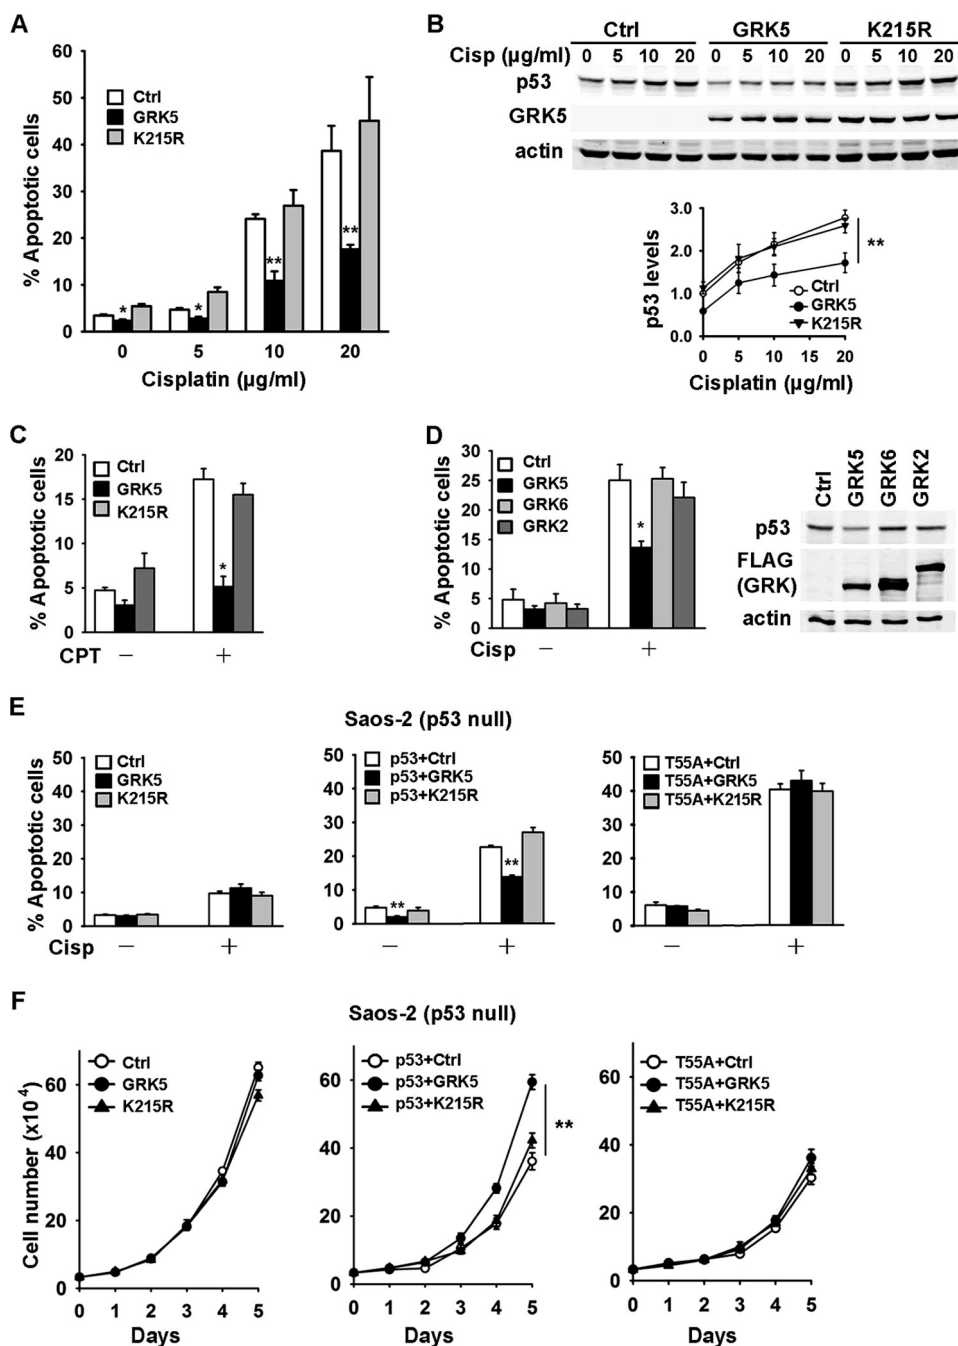 A
60
50
40
30
20
10
0
% Apoptotic cells
Ctrl
GRK5
K215R
* * ** **
0 5 10 20
Cisplatin (μg/ml)
B
Ctrl GRK5 K215R
Cisp (μg/ml) 0 5 10 20 0 5 10 20 0 5 10 20
p53
GRK5
actin
3.0
2.0
1.0
0.0
p53 levels
**
Ctrl
GRK5
K215R
0 5 10 15 20
Cisplatin (μg/ml)
C
20
15
10
5
0
% Apoptotic cells
Ctrl
GRK5
K215R
*
CPT − +
D
30
25
20
15
10
5
0
% Apoptotic cells
Ctrl
GRK5
GRK6
GRK2
*
Cisp − +
Ctrl
GRK5
GRK6
GRK2
p53
FLAG
(GRK)
actin
E
Saos-2 (p53 null)
50
40
30
20
10
0
% Apoptotic cells
Ctrl
GRK5
K215R
Cisp − +
50
40
30
20
10
0
p53+Ctrl
p53+GRK5
p53+K215R
** **
− +
50
40
30
20
10
0
T55A+Ctrl
T55A+GRK5
T55A+K215R
− +
F
Saos-2 (p53 null)
60
40
20
0
Cell number (x10 4)
Ctrl
GRK5
K215R
0 1 2 3 4 5
Days
60
40
20
0
p53+Ctrl
p53+GRK5
p53+K215R
**
0 1 2 3 4 5
Days
60
40
20
0
T55A+Ctrl
T55A+GRK5
T55A+K215R
0 1 2 3 4 5
Days